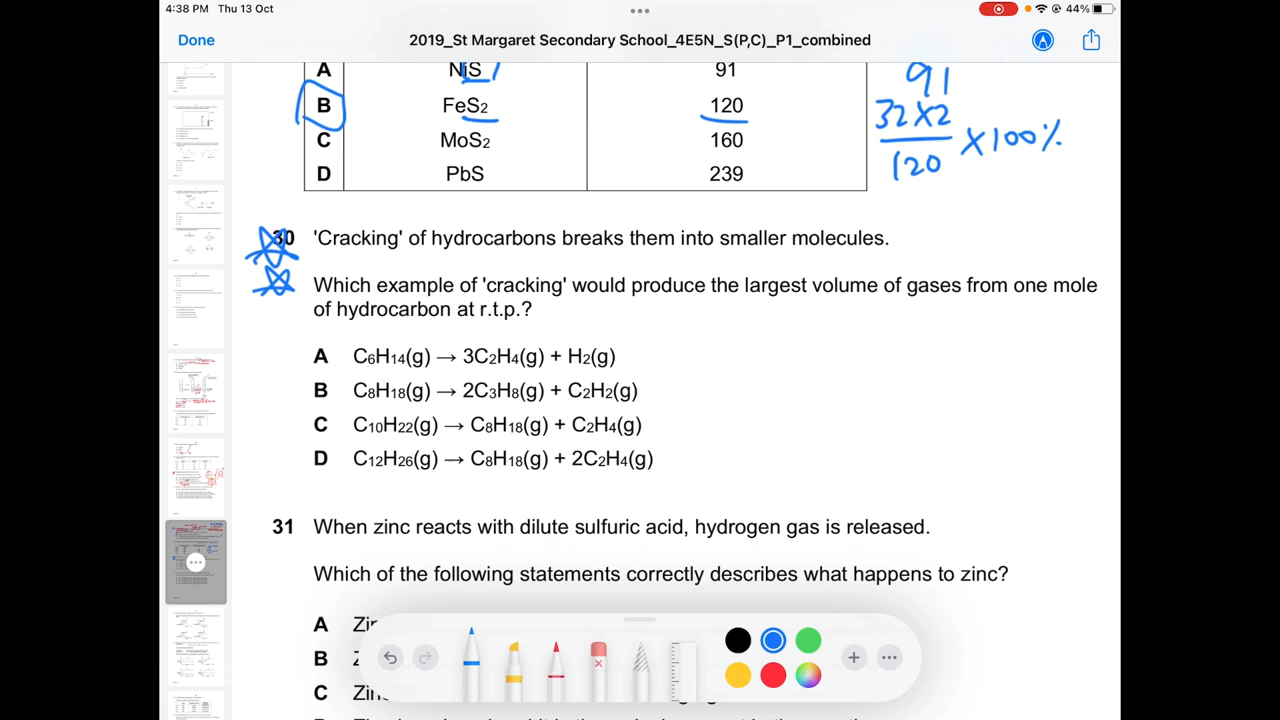 4:38 PM Thu 13 Oct
44%
Done
2019_St Margaret Secondary School_4E5N_S(P,C)_P1_combined
A NiS 91
B FeS2 120
C MoS2 160
D PbS 239
91
32x2
120
x100%
30 'Cracking' of hydrocarbons breaks them into smaller molecules.
Which example of 'cracking' would produce the largest volume of gases from one mole
of hydrocarbon at r.t.p.?
A C6H14(g) → 3C2H4(g) + H2(g)
B C8H18(g) → 2C3H8(g) + C2H2(g)
C C10H22(g) → C8H18(g) + C2H4(g)
D C12H26(g) → C8H18(g) + 2C2H4(g)
31 When zinc reacts with dilute sulfuric acid, hydrogen gas is released.
Which of the following statements correctly describes what happens to zinc?
A
B
C